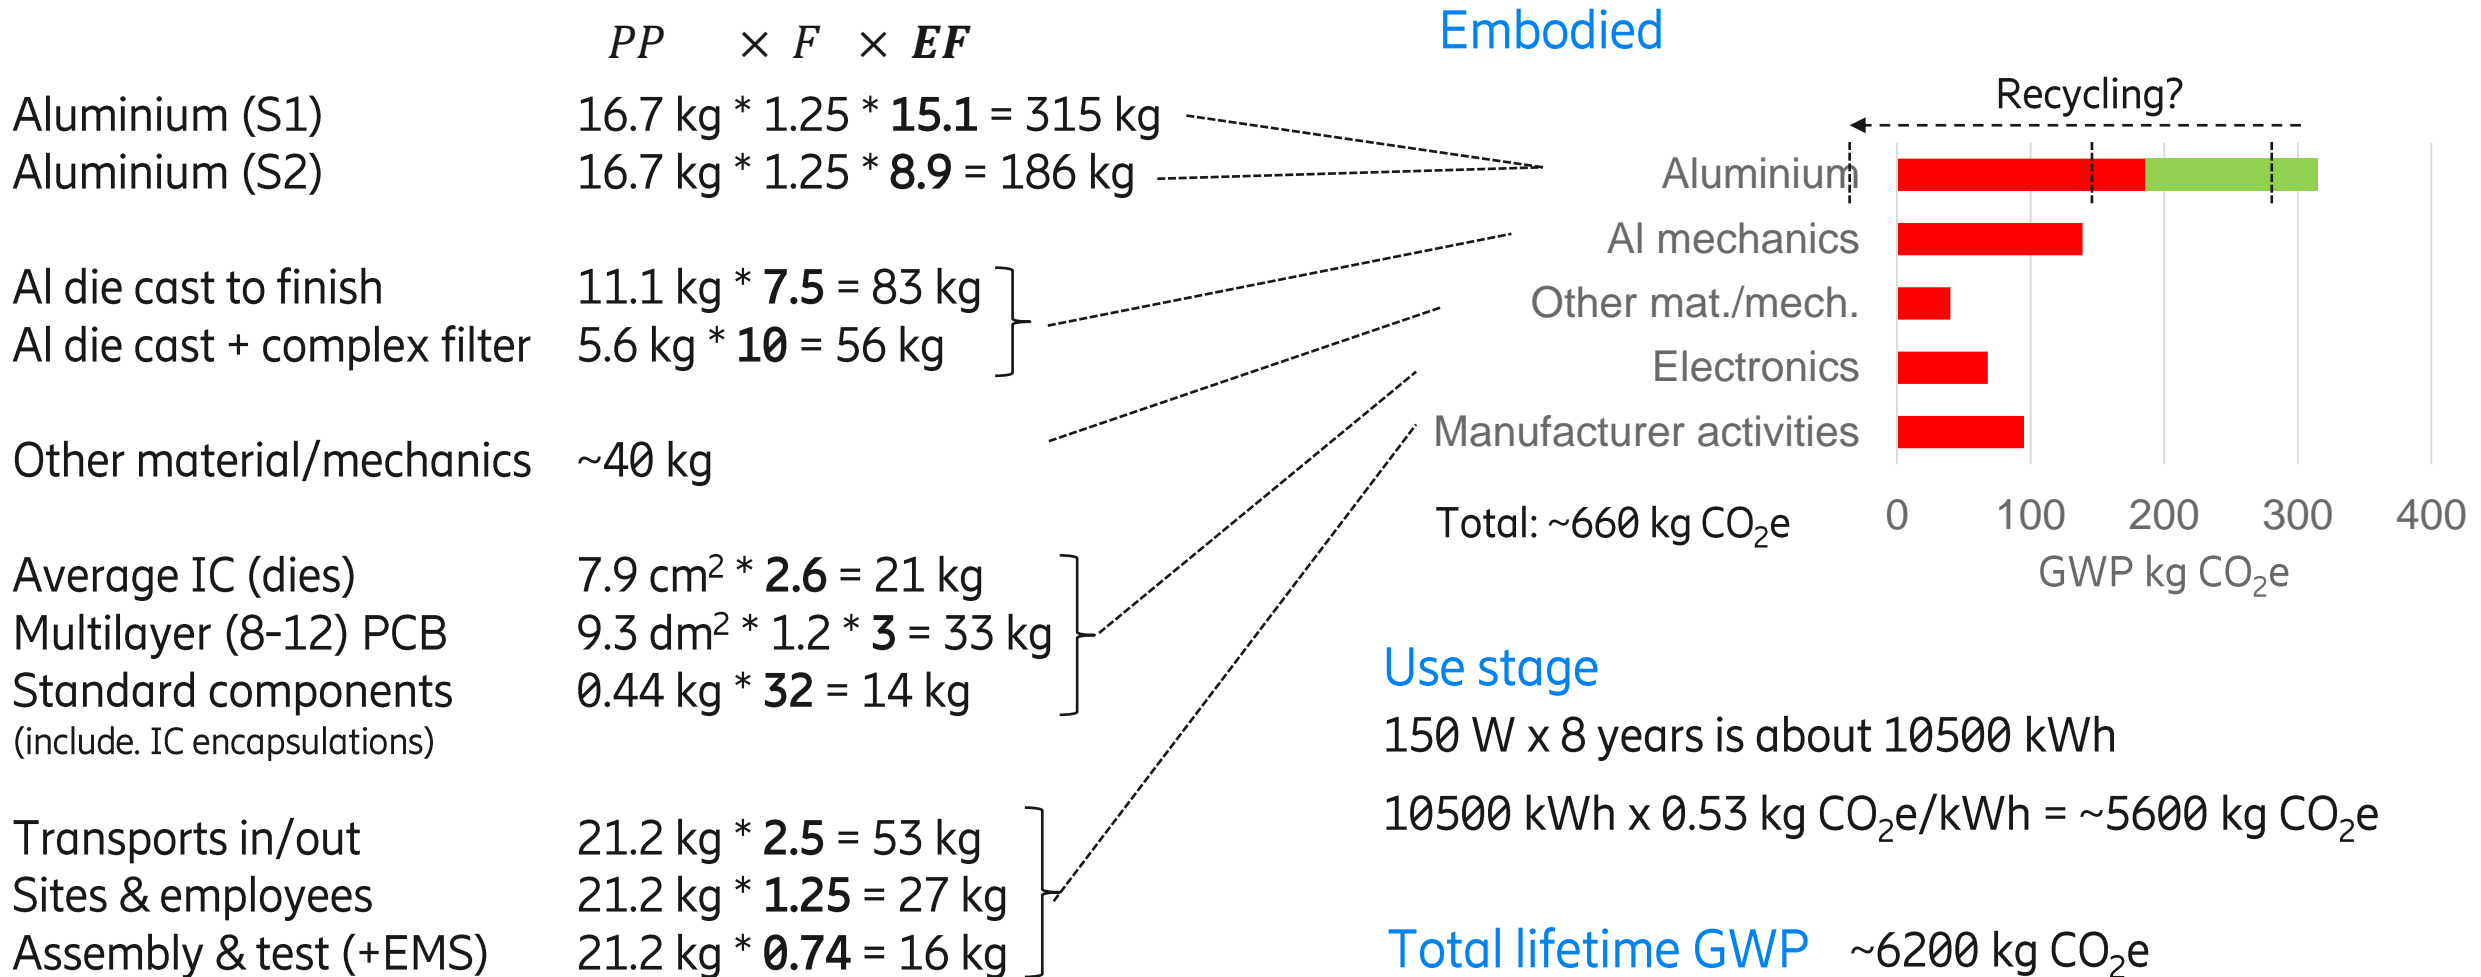 PP × F × EF
Aluminium (S1) 16.7 kg * 1.25 * 15.1 = 315 kg
Aluminium (S2) 16.7 kg * 1.25 * 8.9 = 186 kg
Al die cast to finish 11.1 kg * 7.5 = 83 kg
Al die cast + complex filter 5.6 kg * 10 = 56 kg
Other material/mechanics ~40 kg
Average IC (dies) 7.9 cm² * 2.6 = 21 kg
Multilayer (8-12) PCB 9.3 dm² * 1.2 * 3 = 33 kg
Standard components 0.44 kg * 32 = 14 kg
(include. IC encapsulations)
Transports in/out 21.2 kg * 2.5 = 53 kg
Sites & employees 21.2 kg * 1.25 = 27 kg
Assembly & test (+EMS) 21.2 kg * 0.74 = 16 kg
Embodied
Recycling?
Aluminium
Al mechanics
Other mat./mech.
Electronics
Manufacturer activities
0 100 200 300 400
GWP kg CO₂e
Total: ~660 kg CO₂e
Use stage
150 W x 8 years is about 10500 kWh
10500 kWh x 0.53 kg CO₂e/kWh = ~5600 kg CO₂e
Total lifetime GWP ~6200 kg CO₂e